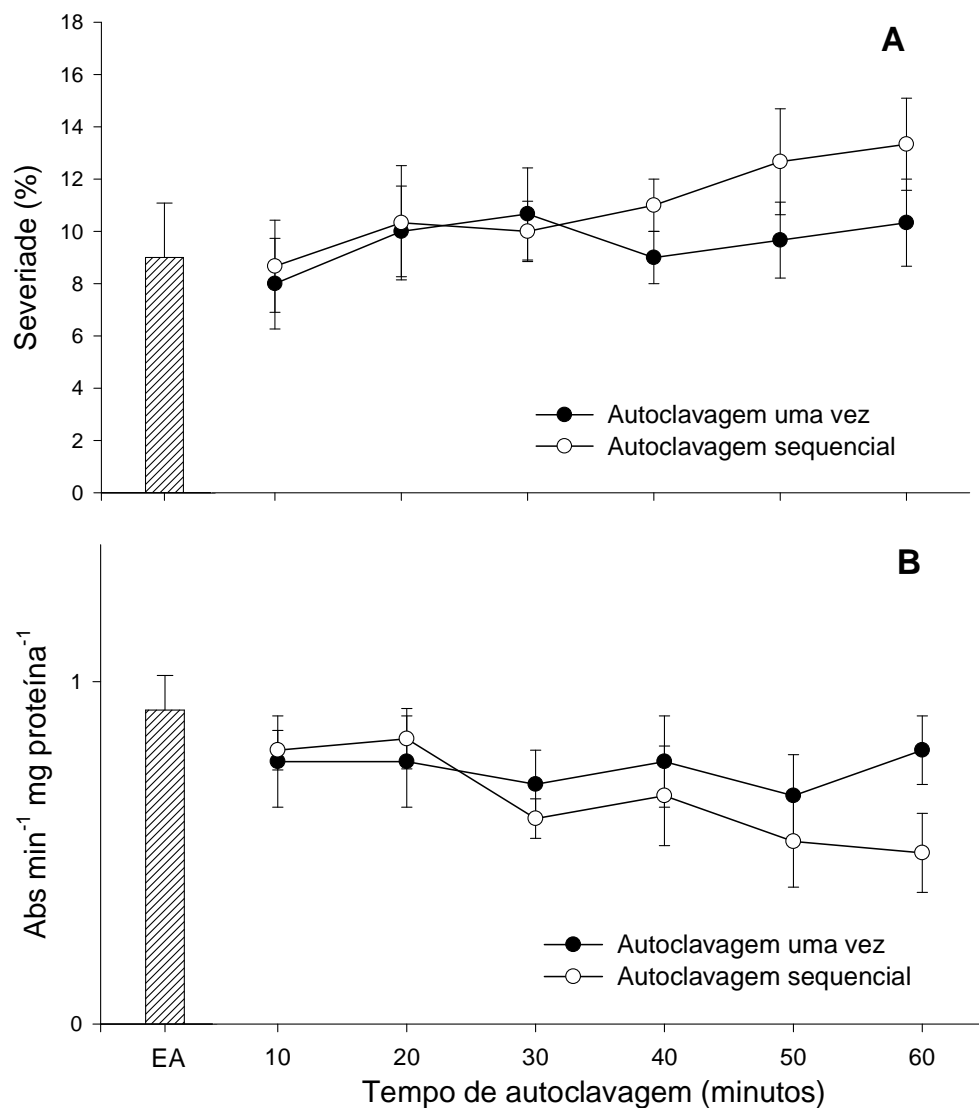 A
18
16
14
12
10
8
6
4
2
0
Severiade (%)
Autoclavagem uma vez
Autoclavagem sequencial
B
1
0
Abs min⁻¹ mg proteína⁻¹
Autoclavagem uma vez
Autoclavagem sequencial
EA 10 20 30 40 50 60
Tempo de autoclavagem (minutos)